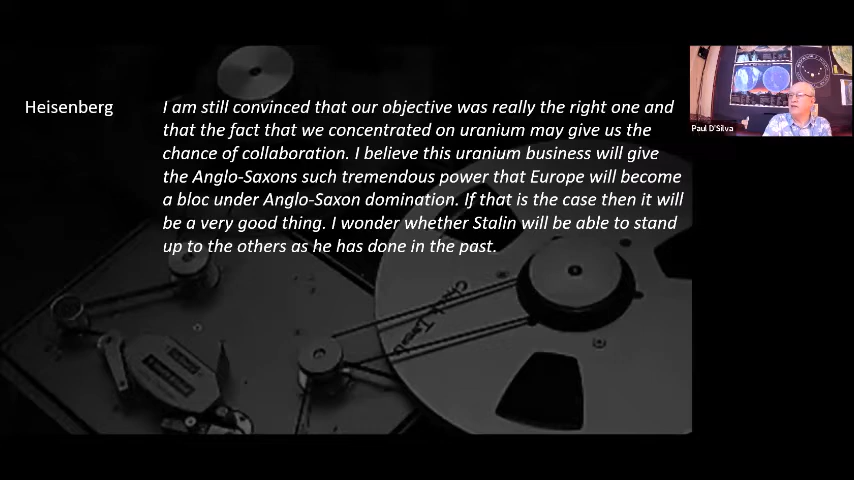 Heisenberg
I am still convinced that our objective was really the right one and
that the fact that we concentrated on uranium may give us the
chance of collaboration. I believe this uranium business will give
the Anglo-Saxons such tremendous power that Europe will become
a bloc under Anglo-Saxon domination. If that is the case then it will
be a very good thing. I wonder whether Stalin will be able to stand
up to the others as he has done in the past.
Paul D'Silva